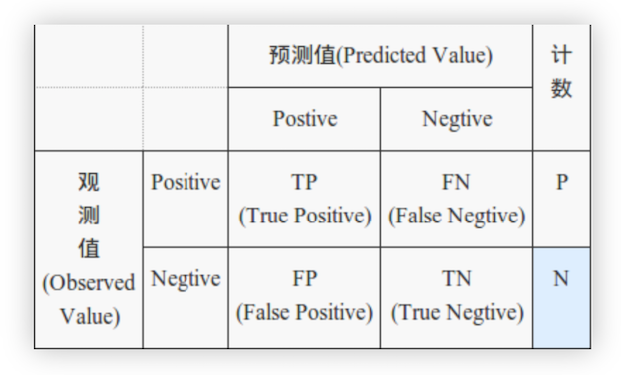 预测值(Predicted Value)
计
数
Postive
Negtive
观
测
值
(Observed
Value)
Positive
TP
(True Positive)
FN
(False Negtive)
P
Negtive
FP
(False Positive)
TN
(True Negtive)
N